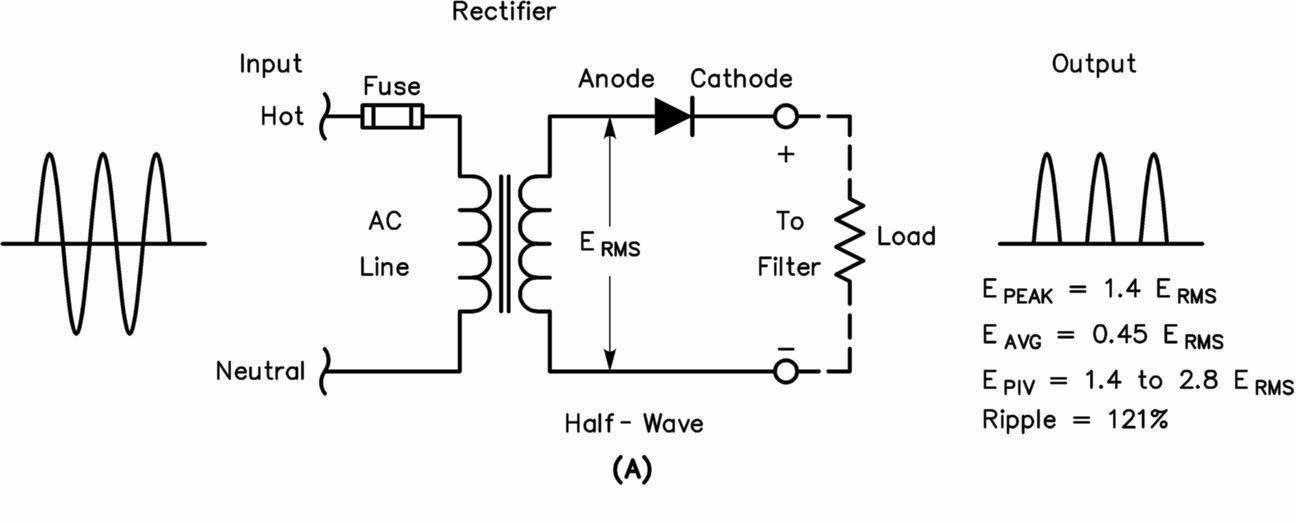 Rectifier
Input
Output
Fuse
Anode
Cathode
Hot
+
AC
Line
E RMS
To
Filter
Load
E PEAK = 1.4 E RMS
E AVG = 0.45 E RMS
E PIV = 1.4 to 2.8 E RMS
Ripple = 121%
−
Neutral
Half - Wave
(A)